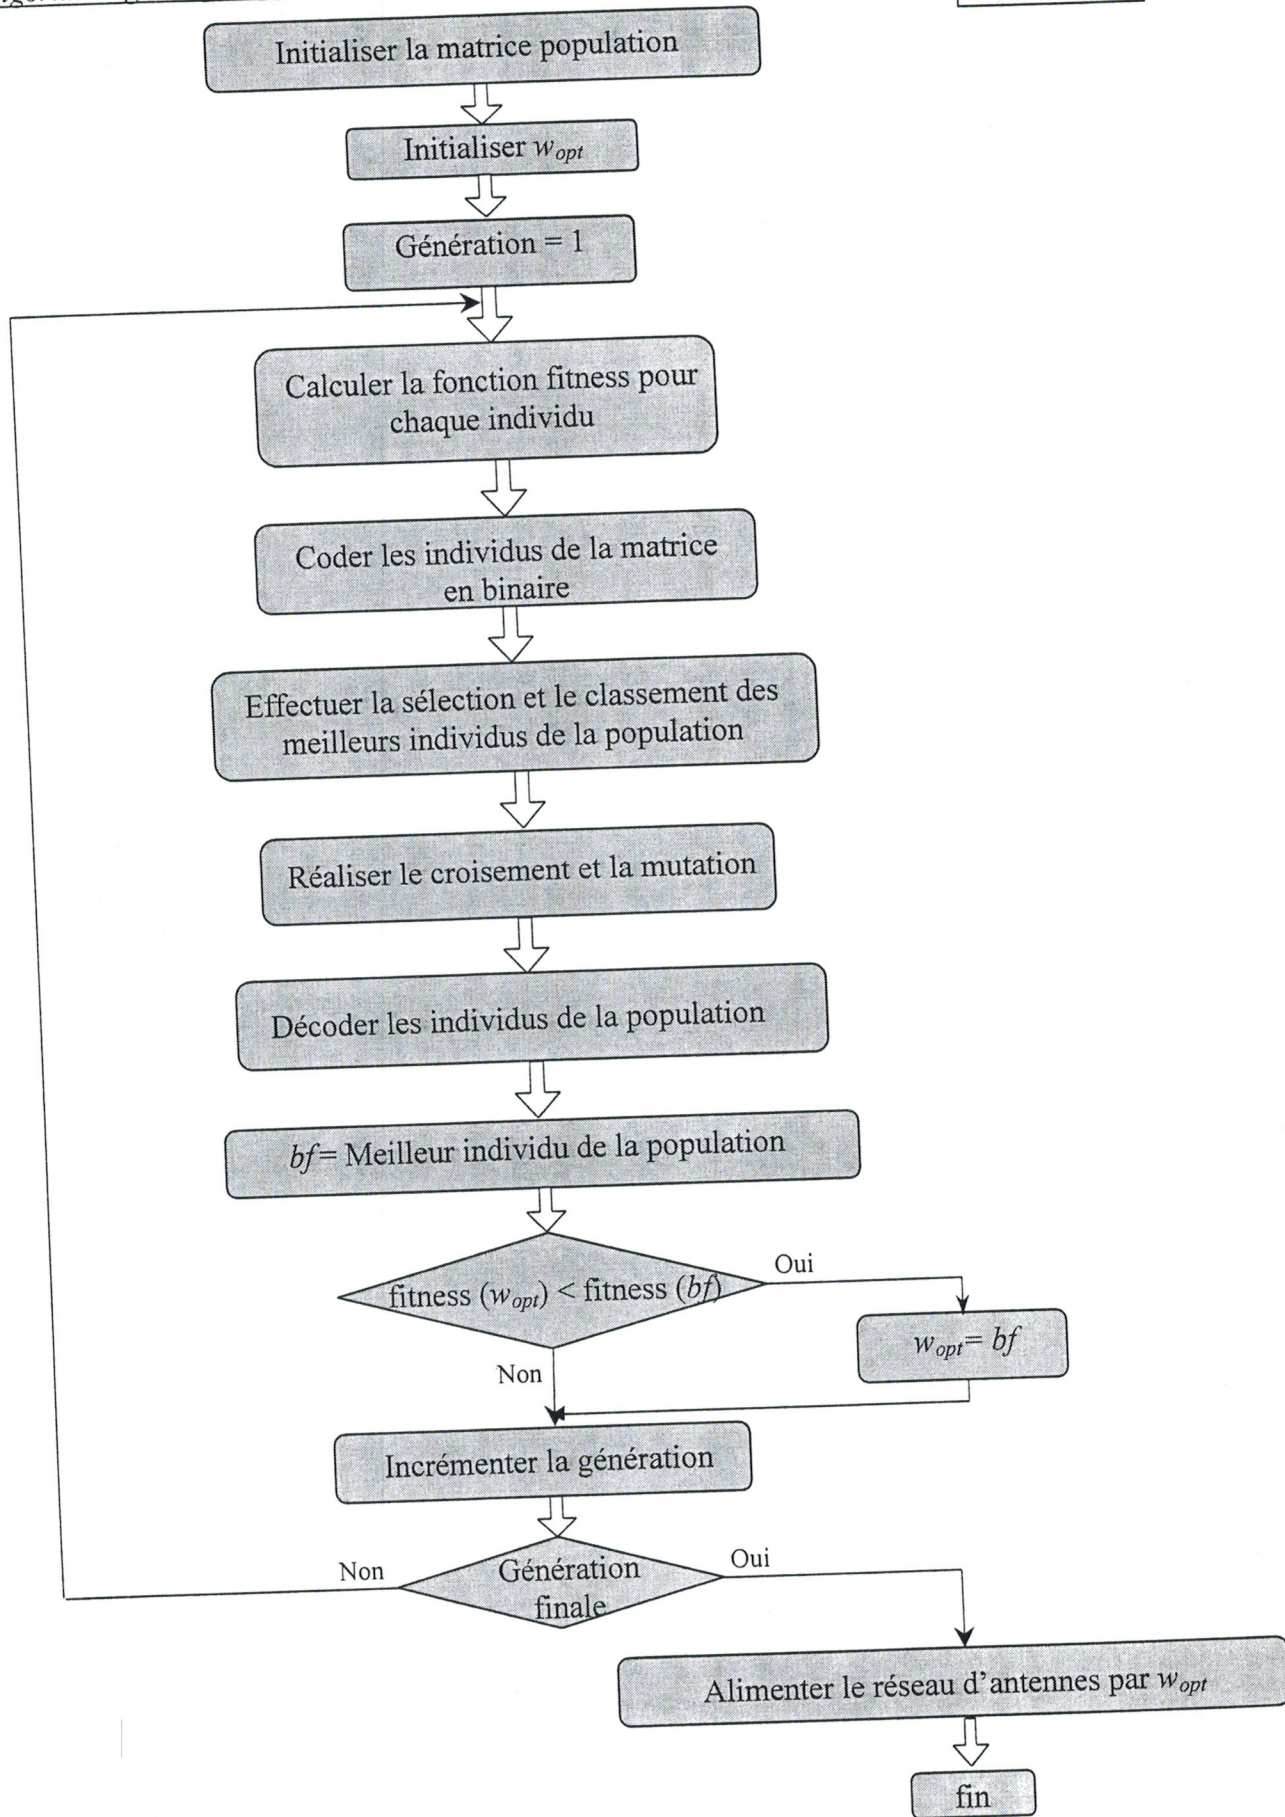 Initialiser la matrice population
Initialiser w_opt
Génération = 1
Calculer la fonction fitness pour
chaque individu
Coder les individus de la matrice
en binaire
Effectuer la sélection et le classement des
meilleurs individus de la population
Réaliser le croisement et la mutation
Décoder les individus de la population
bf= Meilleur individu de la population
fitness (w_opt) < fitness (bf)
Oui
w_opt= bf
Non
Incrémenter la génération
Non
Génération
finale
Oui
Alimenter le réseau d'antennes par w_opt
fin